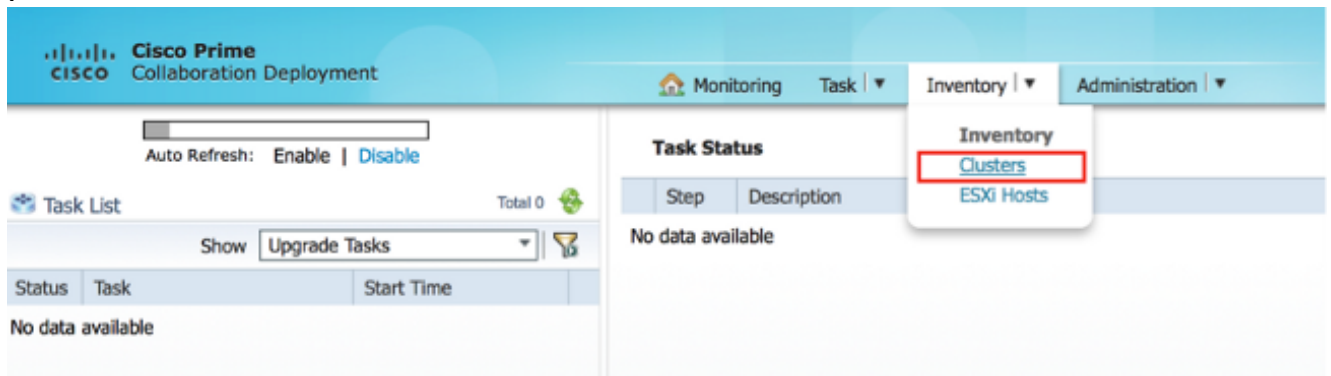 Cisco Prime
CISCO Collaboration Deployment
Monitoring Task Inventory Administration
Inventory
Clusters
ESXi Hosts
Auto Refresh: Enable | Disable
Task List Total 0
Show Upgrade Tasks
Status Task Start Time
No data available
Task Status
Step Description
No data available